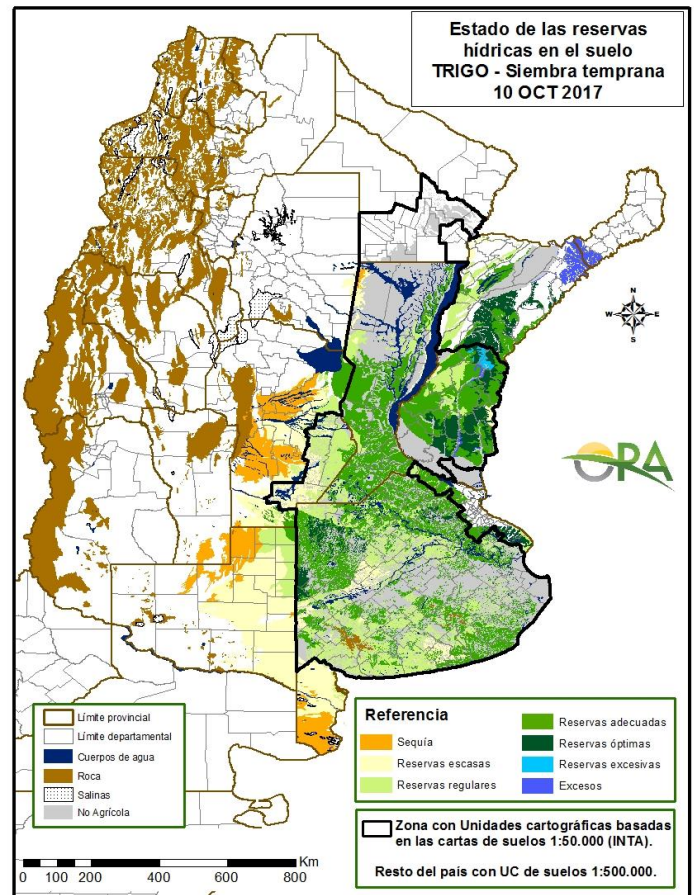 Estado de las reservas
hídricas en el suelo
TRIGO - Siembra temprana
10 OCT 2017
N
W E
S
ORA
Límite provincial
Límite departamental
Cuerpos de agua
Roca
Salinas
No Agrícola
Referencia
Sequía
Reservas escasas
Reservas regulares
Reservas adecuadas
Reservas óptimas
Reservas excesivas
Excesos
Zona con Unidades cartográficas basadas
en las cartas de suelos 1:50.000 (INTA).
Resto del país con UC de suelos 1:500.000.
Km
0 100 200 400 600 800